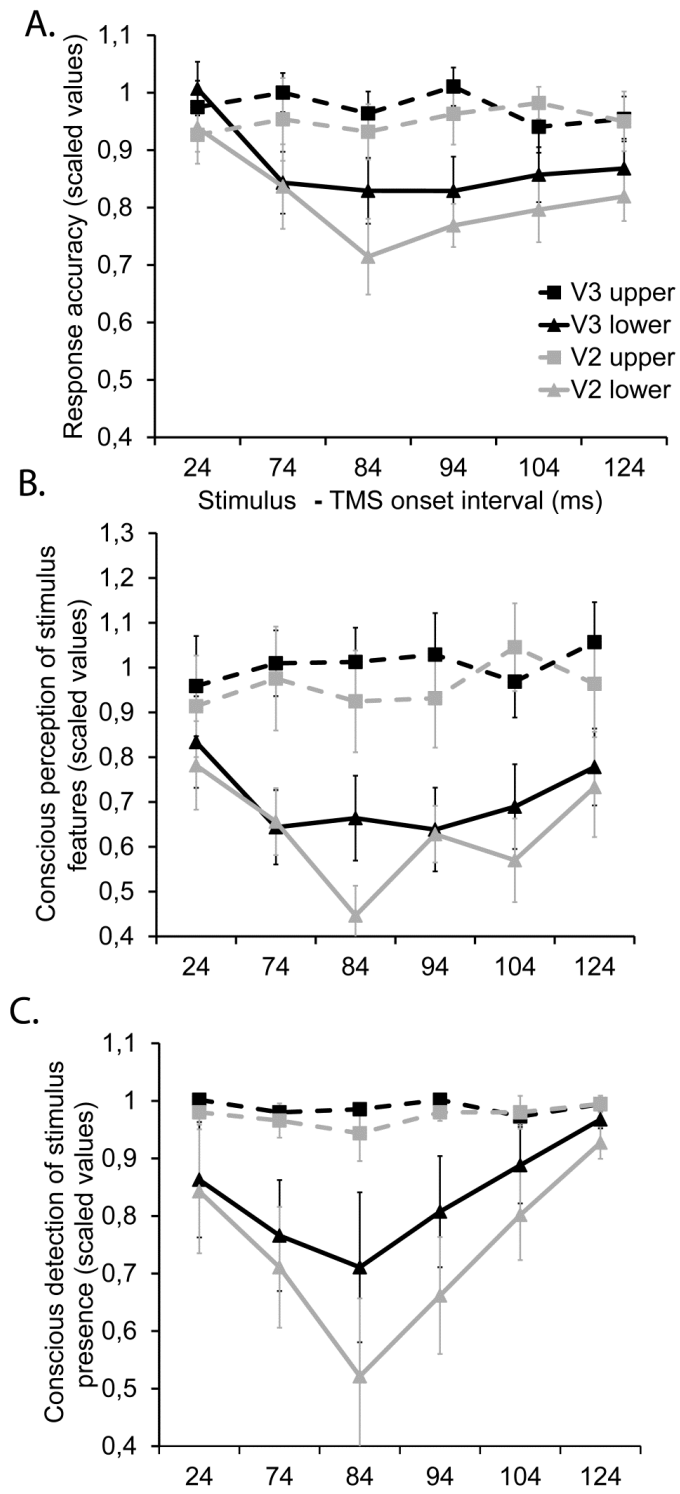 A.
Response accuracy (scaled values)
1,1
1
0,9
0,8
0,7
0,6
0,5
0,4
V3 upper
V3 lower
V2 upper
V2 lower
24 74 84 94 104 124
Stimulus - TMS onset interval (ms)
B.
Conscious perception of stimulus
features (scaled values)
1,3
1,2
1,1
1
0,9
0,8
0,7
0,6
0,5
0,4
24 74 84 94 104 124
C.
Conscious detection of stimulus
presence (scaled values)
1,1
1
0,9
0,8
0,7
0,6
0,5
0,4
24 74 84 94 104 124